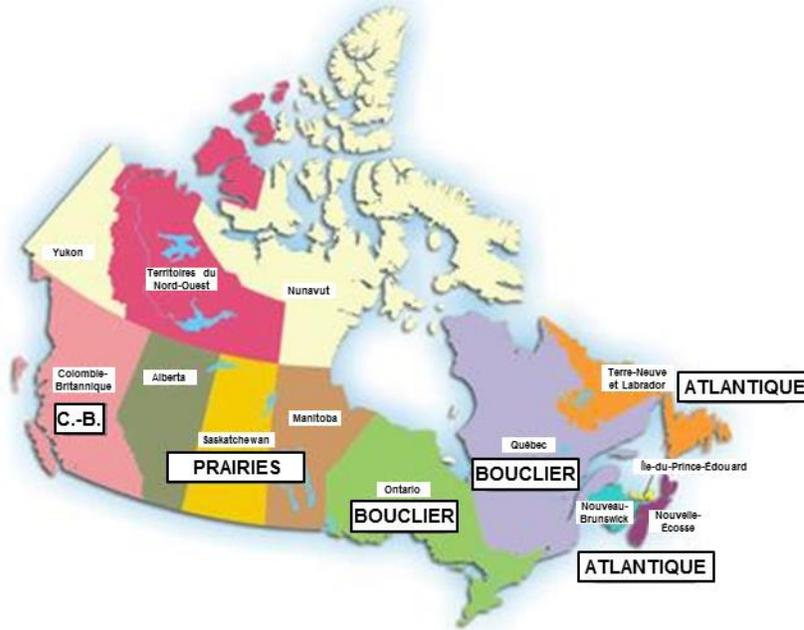 Yukon
Territoires du
Nord-Ouest
Nunavut
Colombie-
Britannique
C.-B.
Alberta
Saskatchewan
PRAIRIES
Manitoba
Ontario
BOUCLIER
Québec
BOUCLIER
Terre-Neuve
et Labrador
ATLANTIQUE
Île-du-Prince-Édouard
Nouveau-
Brunswick
Nouvelle-
Écosse
ATLANTIQUE